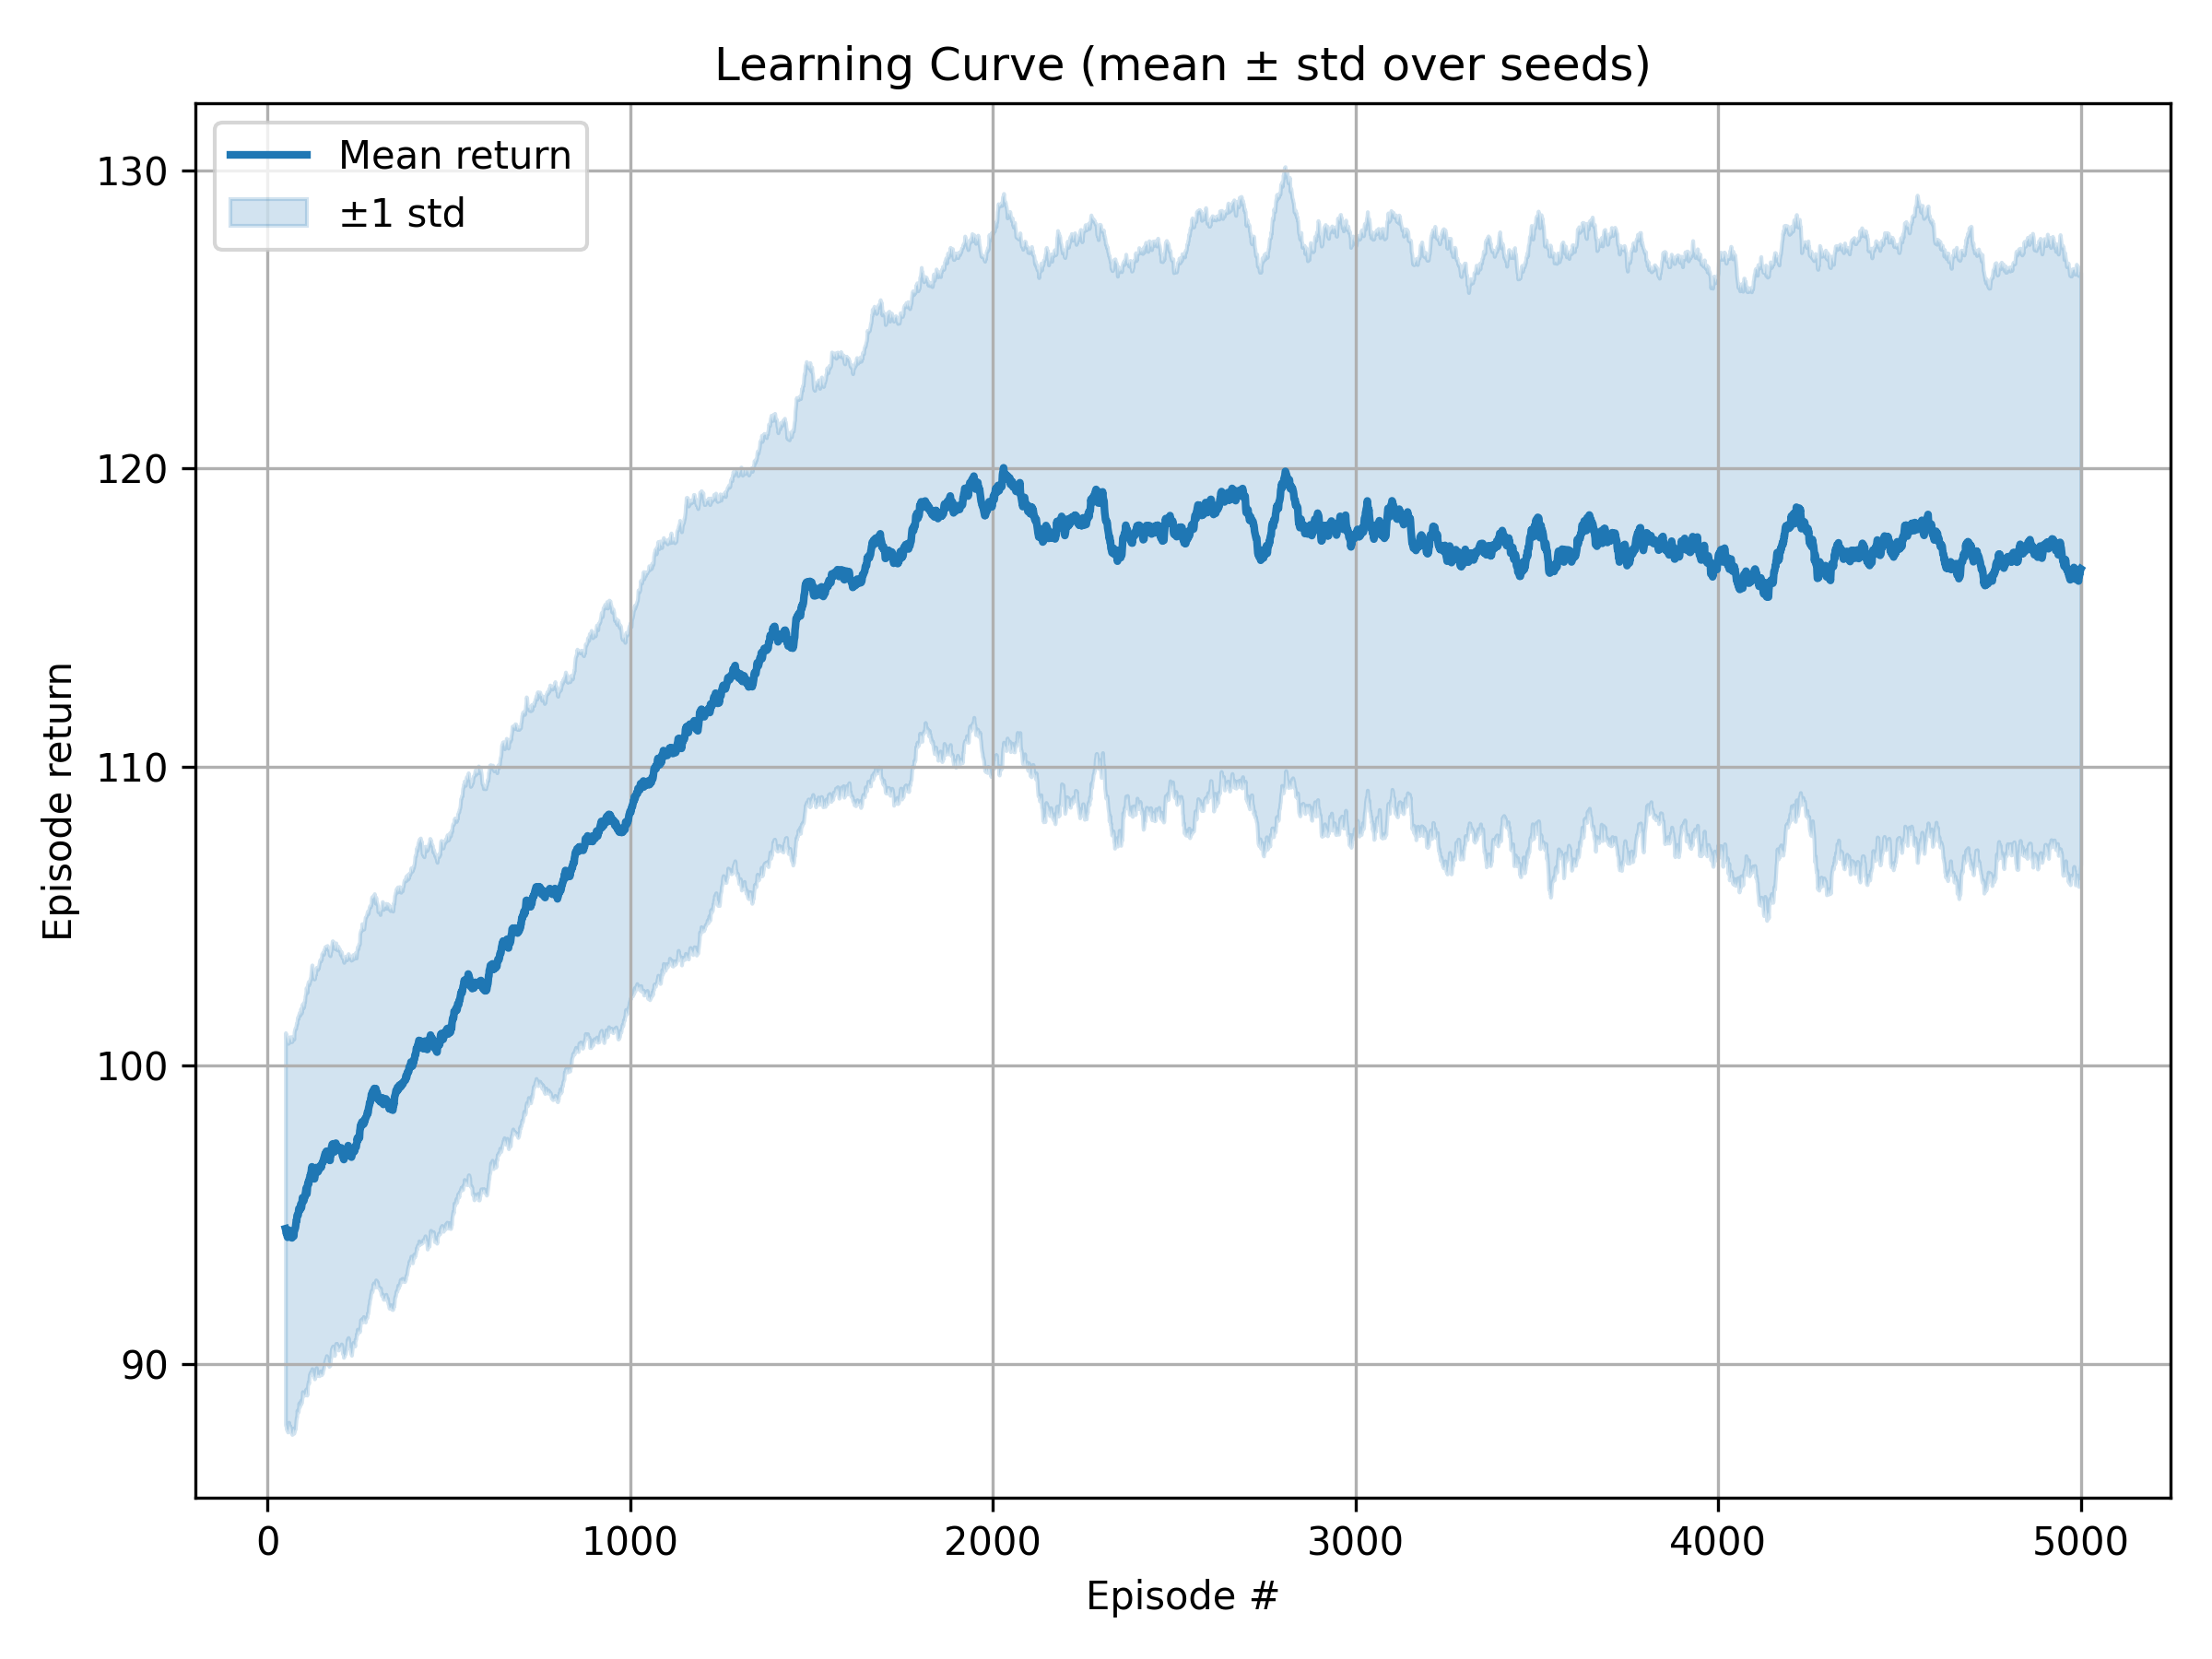 Learning Curve (mean ± std over seeds)
Mean return
±1 std
130
120
110
100
90
Episode return
0 1000 2000 3000 4000 5000
Episode #